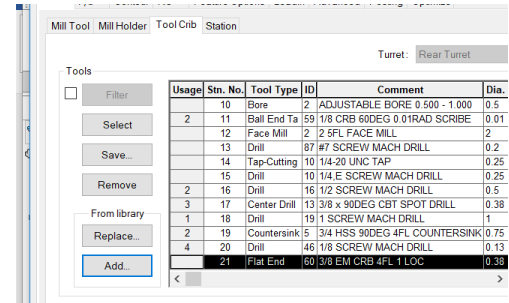 Mill Tool Mill Holder Tool Crib Station
Turret: Rear Turret
Tools
Filter
Select
Save...
Remove
From library
Replace...
Add...
Usage Stn. No. Tool Type ID Comment Dia.
10 Bore 2 ADJUSTABLE BORE 0.500 - 1.000 0.5
2 11 Ball End Ta 59 1/8 CRB 60DEG 0.01RAD SCRIBE 0.01
12 Face Mill 2 2 5FL FACE MILL 2
13 Drill 87 #7 SCREW MACH DRILL 0.2
14 Tap-Cutting 10 1/4-20 UNC TAP 0.25
15 Drill 10 1/4,E SCREW MACH DRILL 0.25
2 16 Drill 16 1/2 SCREW MACH DRILL 0.5
3 17 Center Drill 13 3/8 x 90DEG CBT SPOT DRILL 0.38
1 18 Drill 19 1 SCREW MACH DRILL 1
2 19 Countersink 5 3/4 HSS 90DEG 4FL COUNTERSINK 0.75
4 20 Drill 46 1/8 SCREW MACH DRILL 0.13
21 Flat End 60 3/8 EM CRB 4FL 1 LOC 0.38